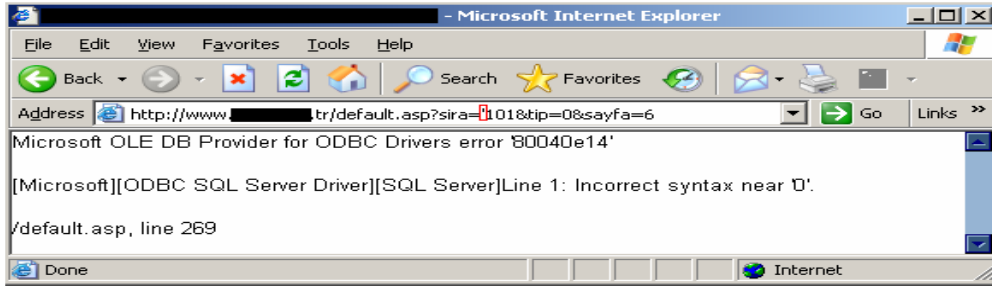 - Microsoft Internet Explorer
File Edit View Favorites Tools Help
Back Search Favorites
Address http://www. .tr/default.asp?sira='101&tip=0&sayfa=6 Go Links »
Microsoft OLE DB Provider for ODBC Drivers error '80040e14'
[Microsoft][ODBC SQL Server Driver][SQL Server]Line 1: Incorrect syntax near '0'.
/default.asp, line 269
Done Internet